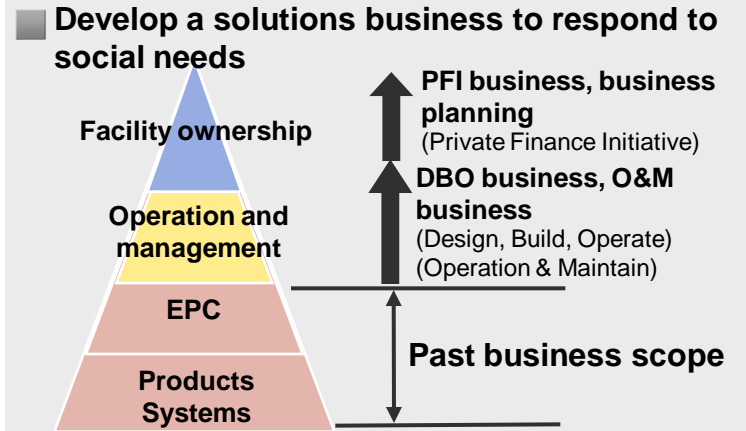 Develop a solutions business to respond to
social needs
Facility ownership
Operation and
management
EPC
Products
Systems
PFI business, business
planning
(Private Finance Initiative)
DBO business, O&M
business
(Design, Build, Operate)
(Operation & Maintain)
Past business scope